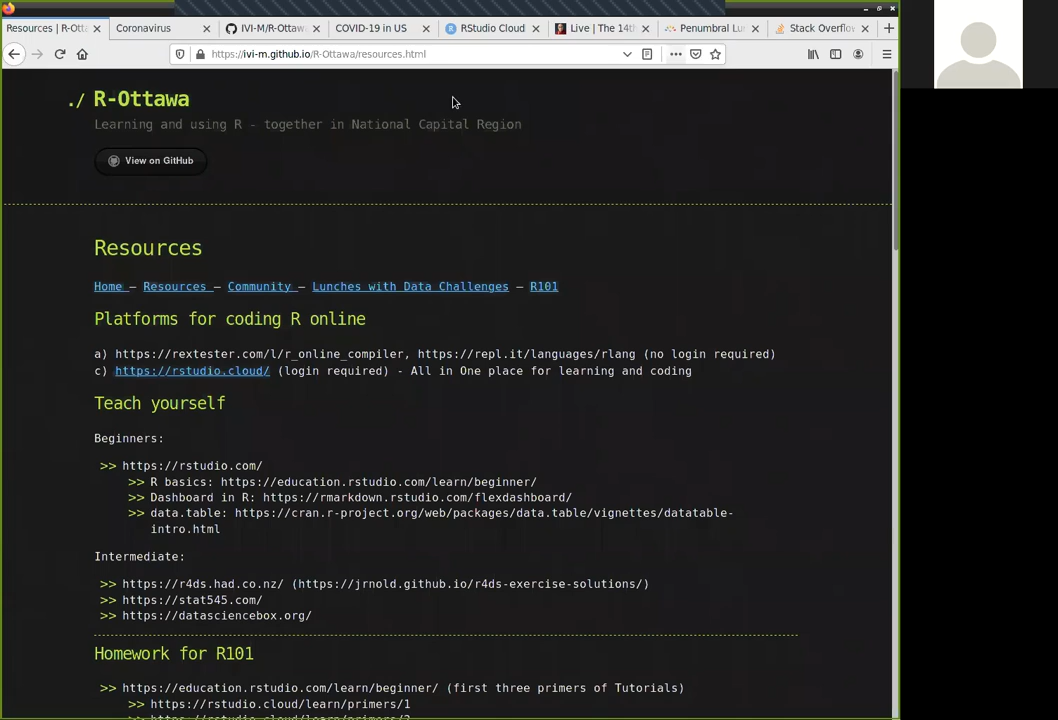 Resources | R-Otta
Coronavirus
IVI-M/R-Ottaw
COVID-19 in US
RStudio Cloud
Live | The 14th
Penumbral Lu
Stack Overflo
https://ivi-m.github.io/R-Ottawa/resources.html
./ R-Ottawa
Learning and using R - together in National Capital Region
View on GitHub
Resources
Home — Resources — Community — Lunches with Data Challenges — R101
Platforms for coding R online
a) https://rextester.com/l/r_online_compiler, https://repl.it/languages/rlang (no login required)
c) https://rstudio.cloud/ (login required) - All in One place for learning and coding
Teach yourself
Beginners:
>> https://rstudio.com/
>> R basics: https://education.rstudio.com/learn/beginner/
>> Dashboard in R: https://rmarkdown.rstudio.com/flexdashboard/
>> data.table: https://cran.r-project.org/web/packages/data.table/vignettes/datatable-
intro.html
Intermediate:
>> https://r4ds.had.co.nz/ (https://jrnold.github.io/r4ds-exercise-solutions/)
>> https://stat545.com/
>> https://datasciencebox.org/
Homework for R101
>> https://education.rstudio.com/learn/beginner/ (first three primers of Tutorials)
>> https://rstudio.cloud/learn/primers/1
>> https://rstudio.cloud/learn/primers/2